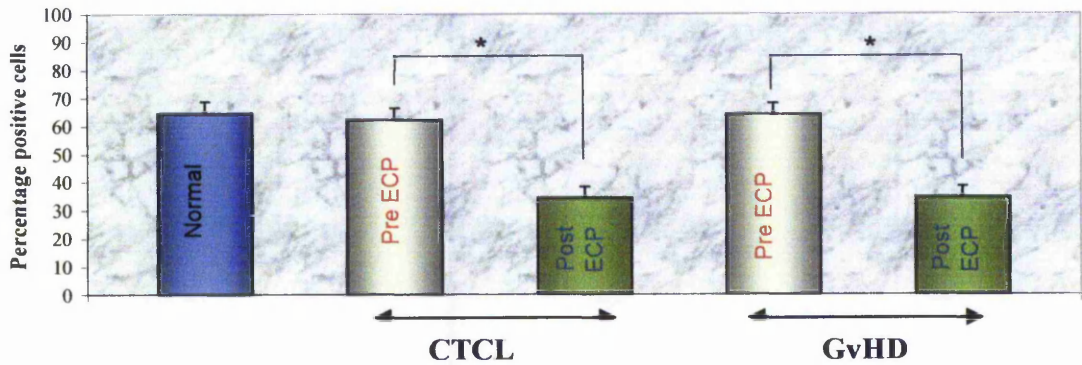 Percentage positive cells
100
90
80
70
60
50
40
30
20
10
0
Normal
Pre ECP
Post
ECP
Pre ECP
Post
ECP
*
*
CTCL
GvHD